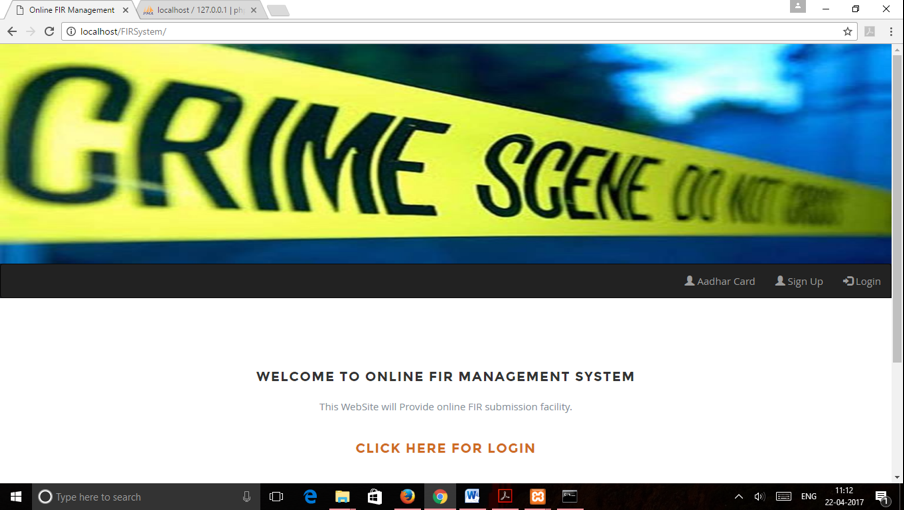 Online FIR Management
localhost / 127.0.0.1 | ph
localhost/FIRSystem/
CRIME SCENE DO NOT CROSS
Aadhar Card
Sign Up
Login
WELCOME TO ONLINE FIR MANAGEMENT SYSTEM
This WebSite will Provide online FIR submission facility.
CLICK HERE FOR LOGIN
Type here to search
ENG
11:12
22-04-2017
1